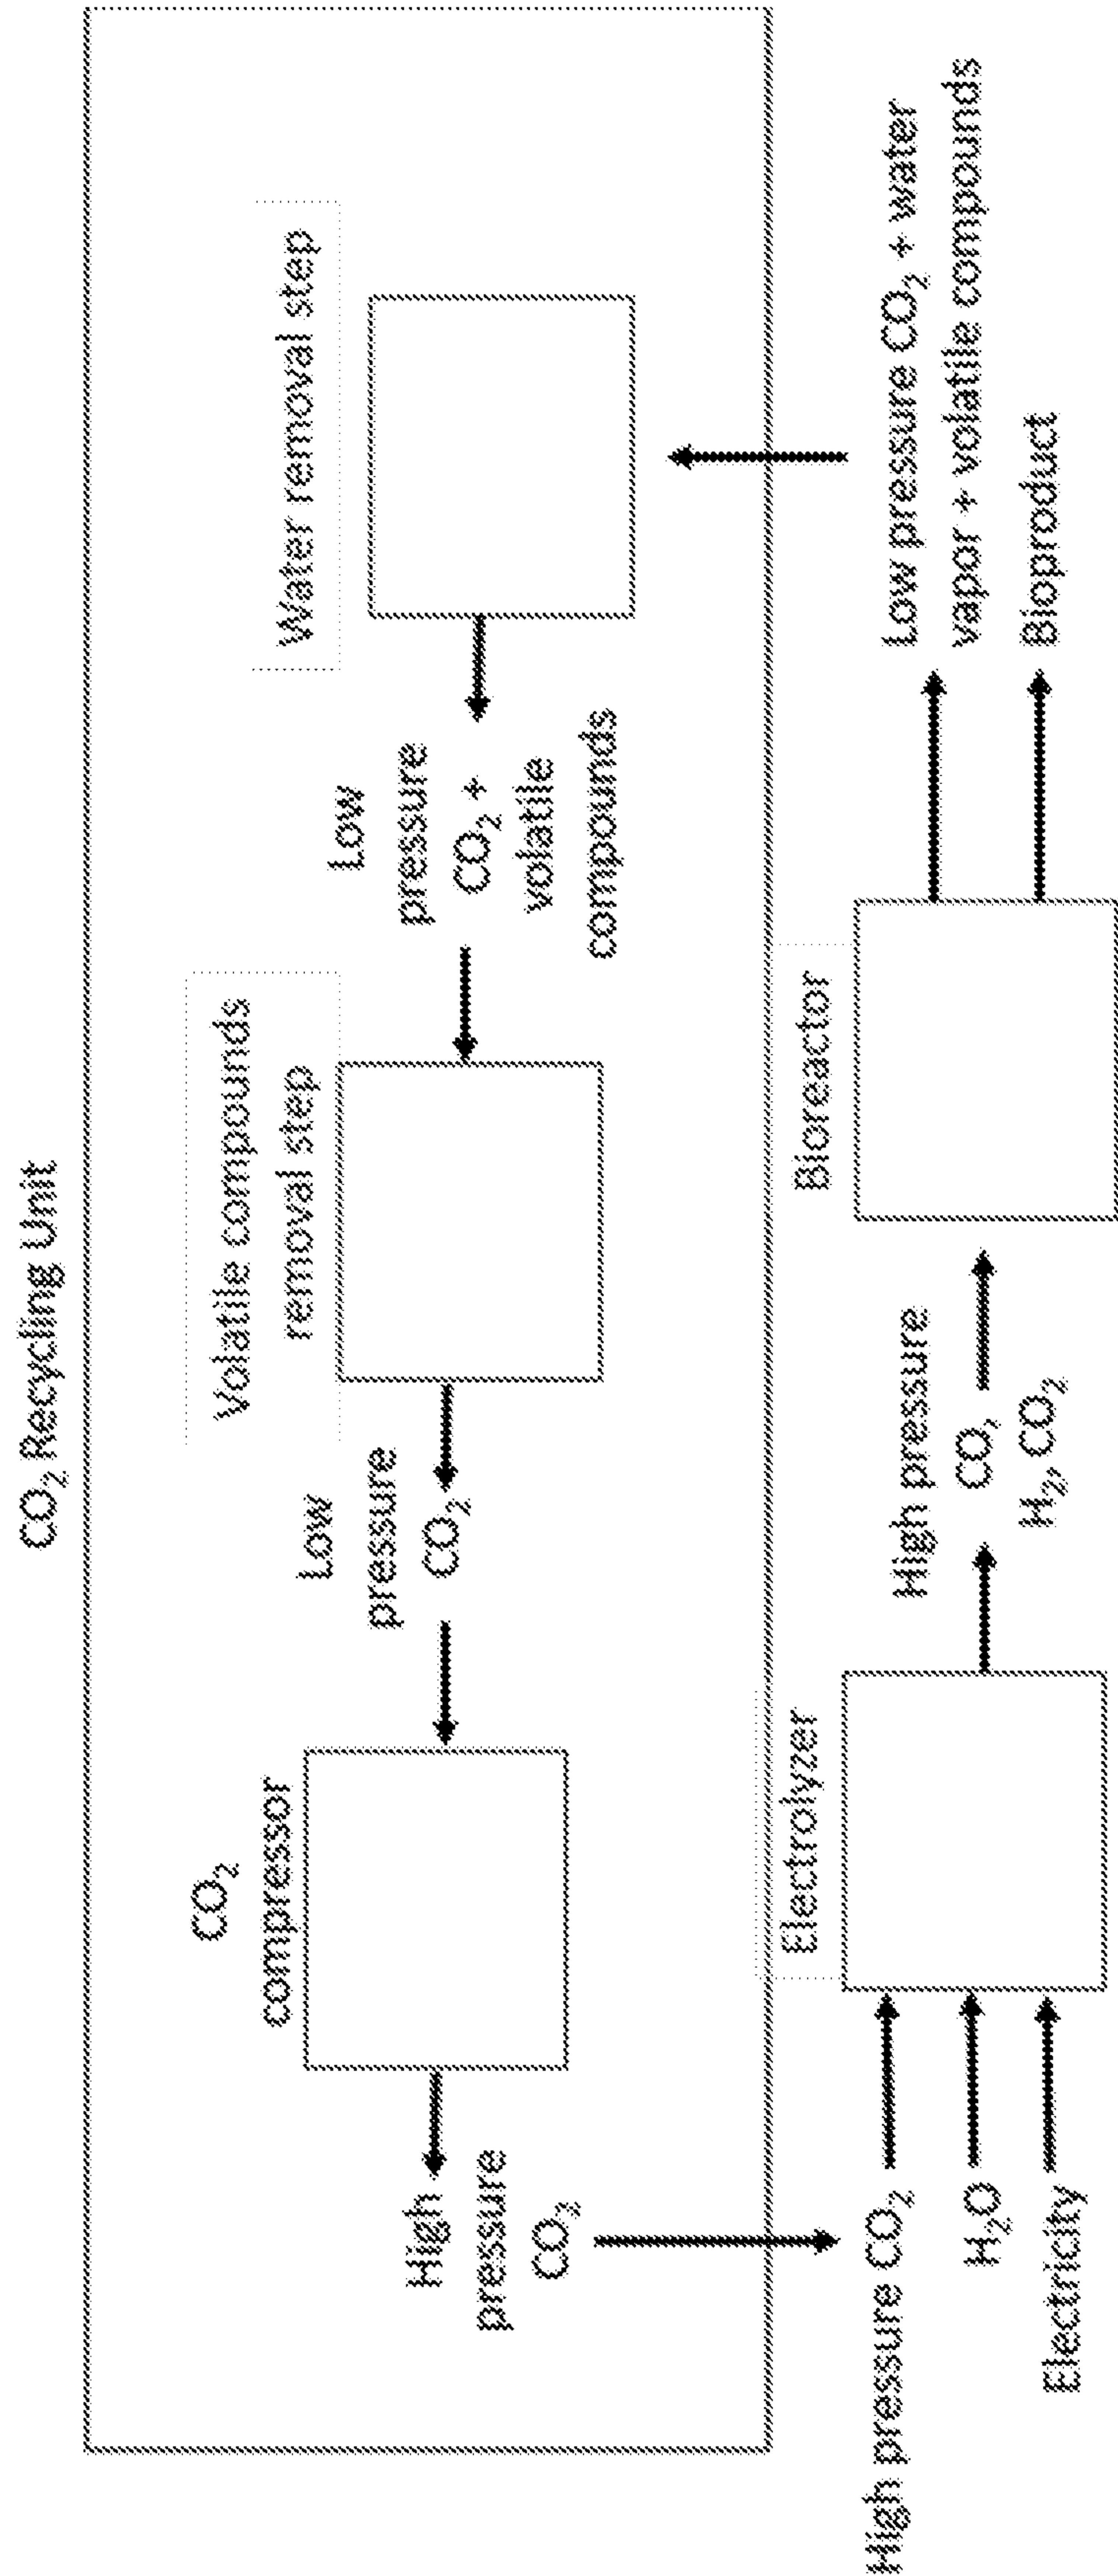 CO₂ Recycling Unit
CO₂
compressor
Volatile compounds
removal step
Water removal step
High
pressure
CO₂
Low
pressure
CO₂
Low
pressure
CO₂ +
volatile
compounds
High pressure CO₂
H₂O
Electricity
Electrolyzer
High pressure
CO,
H₂, CO₂
Bioreactor
Low pressure CO₂ + water
vapor + volatile compounds
Bioproduct